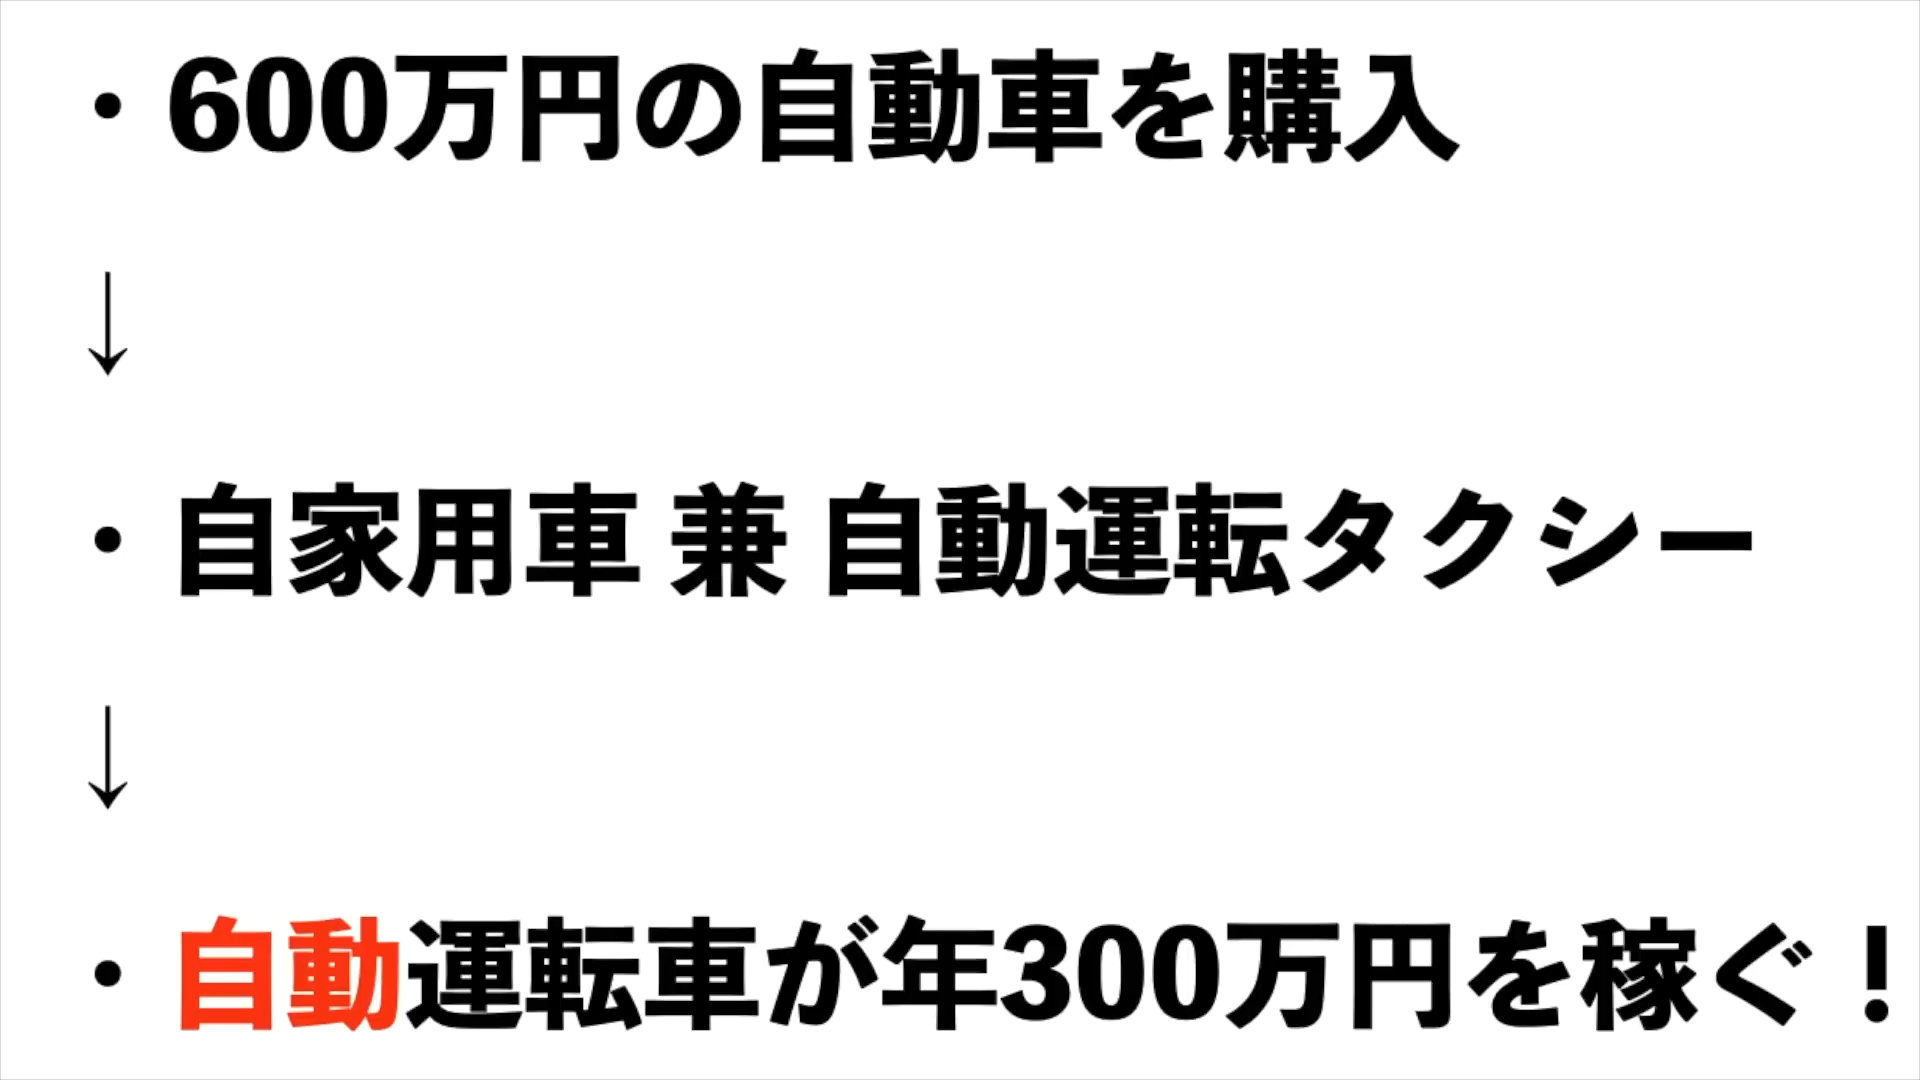 ・600万円の自動車を購入
↓
・自家用車 兼 自動運転タクシー
↓
・自動運転車が年300万円を稼ぐ！